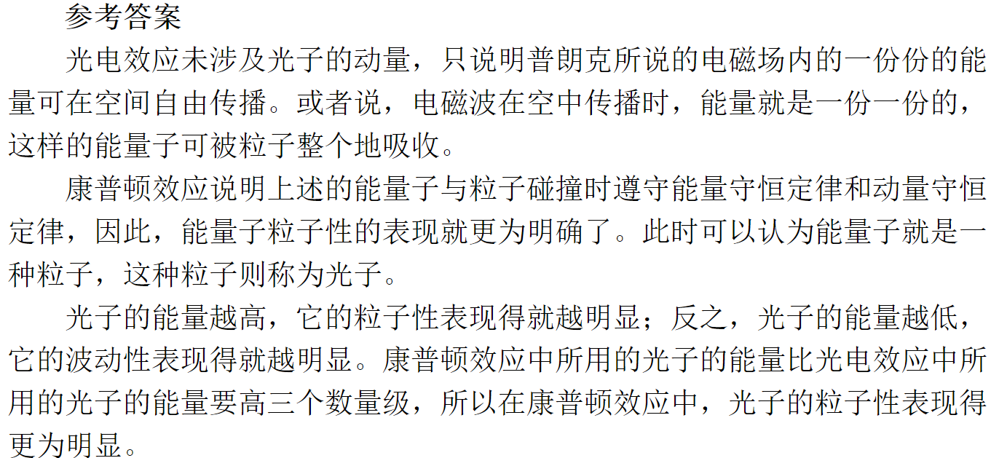 参考答案
光电效应未涉及光子的动量，只说明普朗克所说的电磁场内的一份份的能
量可在空间自由传播。或者说，电磁波在空中传播时，能量就是一份一份的，
这样的能量子可被粒子整个地吸收。
康普顿效应说明上述的能量子与粒子碰撞时遵守能量守恒定律和动量守恒
定律，因此，能量子粒子性的表现就更为明确了。此时可以认为能量子就是一
种粒子，这种粒子则称为光子。
光子的能量越高，它的粒子性表现得就越明显；反之，光子的能量越低，
它的波动性表现得就越明显。康普顿效应中所用的光子的能量比光电效应中所
用的光子的能量要高三个数量级，所以在康普顿效应中，光子的粒子性表现得
更为明显。